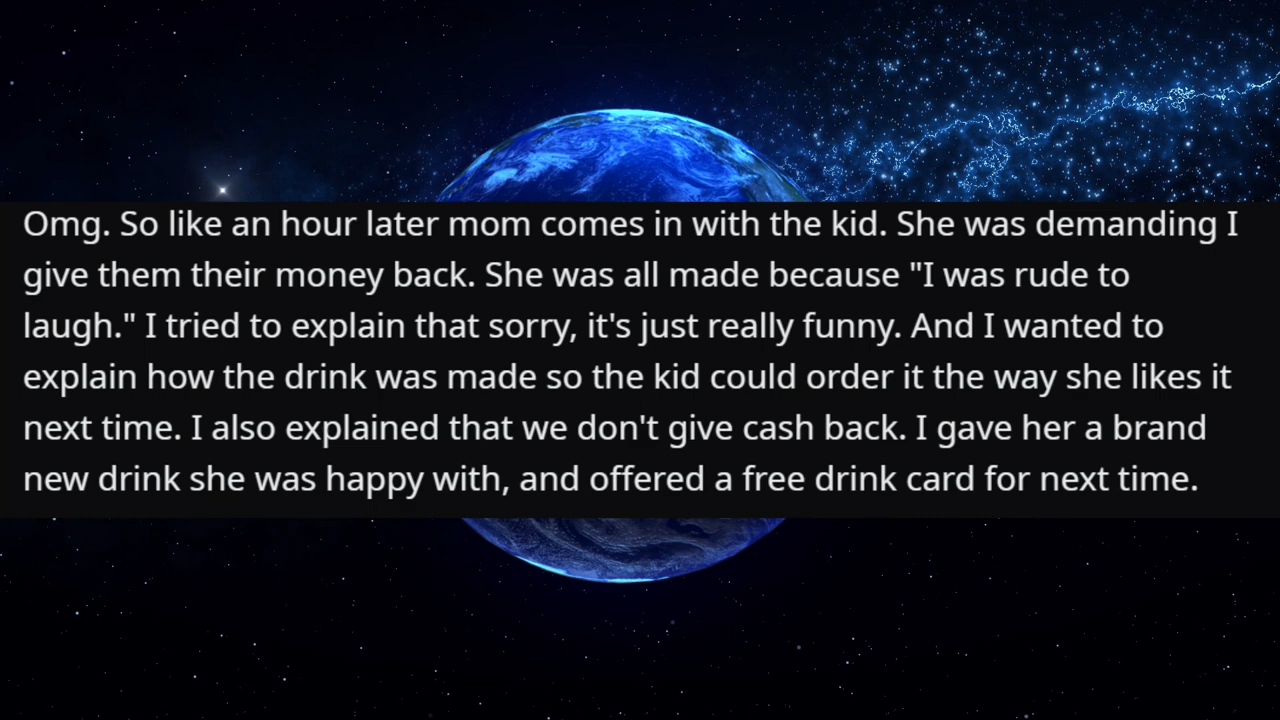 Omg. So like an hour later mom comes in with the kid. She was demanding I
give them their money back. She was all made because "I was rude to
laugh." I tried to explain that sorry, it's just really funny. And I wanted to
explain how the drink was made so the kid could order it the way she likes it
next time. I also explained that we don't give cash back. I gave her a brand
new drink she was happy with, and offered a free drink card for next time.